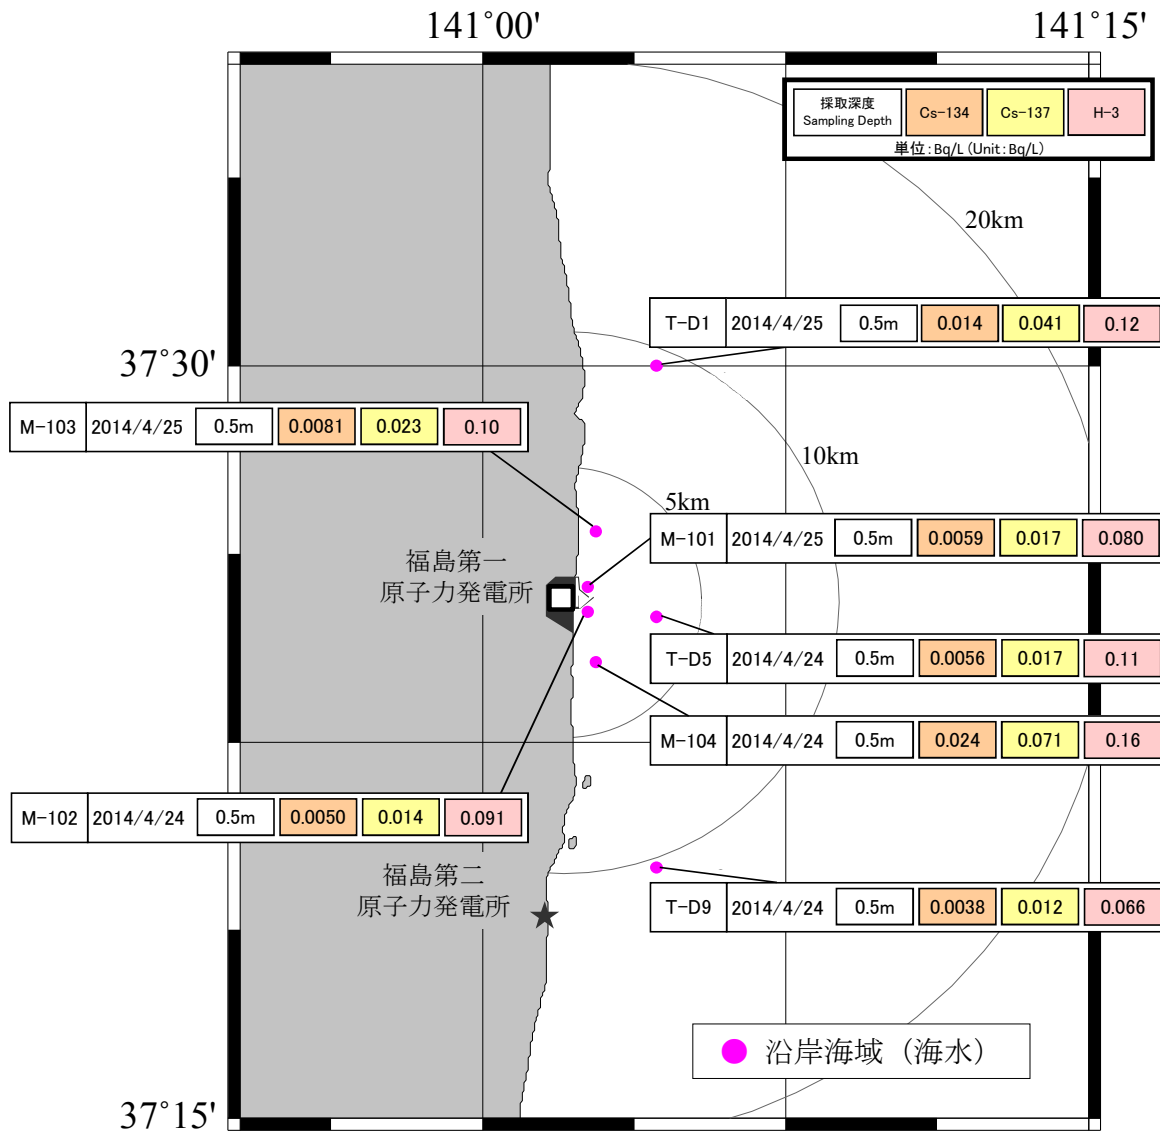 141°00' 141°15'
採取深度
Sampling Depth
Cs-134
Cs-137
H-3
単位:Bq/L (Unit:Bq/L)
20km
T-D1 2014/4/25 0.5m 0.014 0.041 0.12
37°30'
M-103 2014/4/25 0.5m 0.0081 0.023 0.10
10km
5km
M-101 2014/4/25 0.5m 0.0059 0.017 0.080
福島第一
原子力発電所
T-D5 2014/4/24 0.5m 0.0056 0.017 0.11
M-104 2014/4/24 0.5m 0.024 0.071 0.16
M-102 2014/4/24 0.5m 0.0050 0.014 0.091
福島第二
原子力発電所
T-D9 2014/4/24 0.5m 0.0038 0.012 0.066
沿岸海域(海水)
37°15'